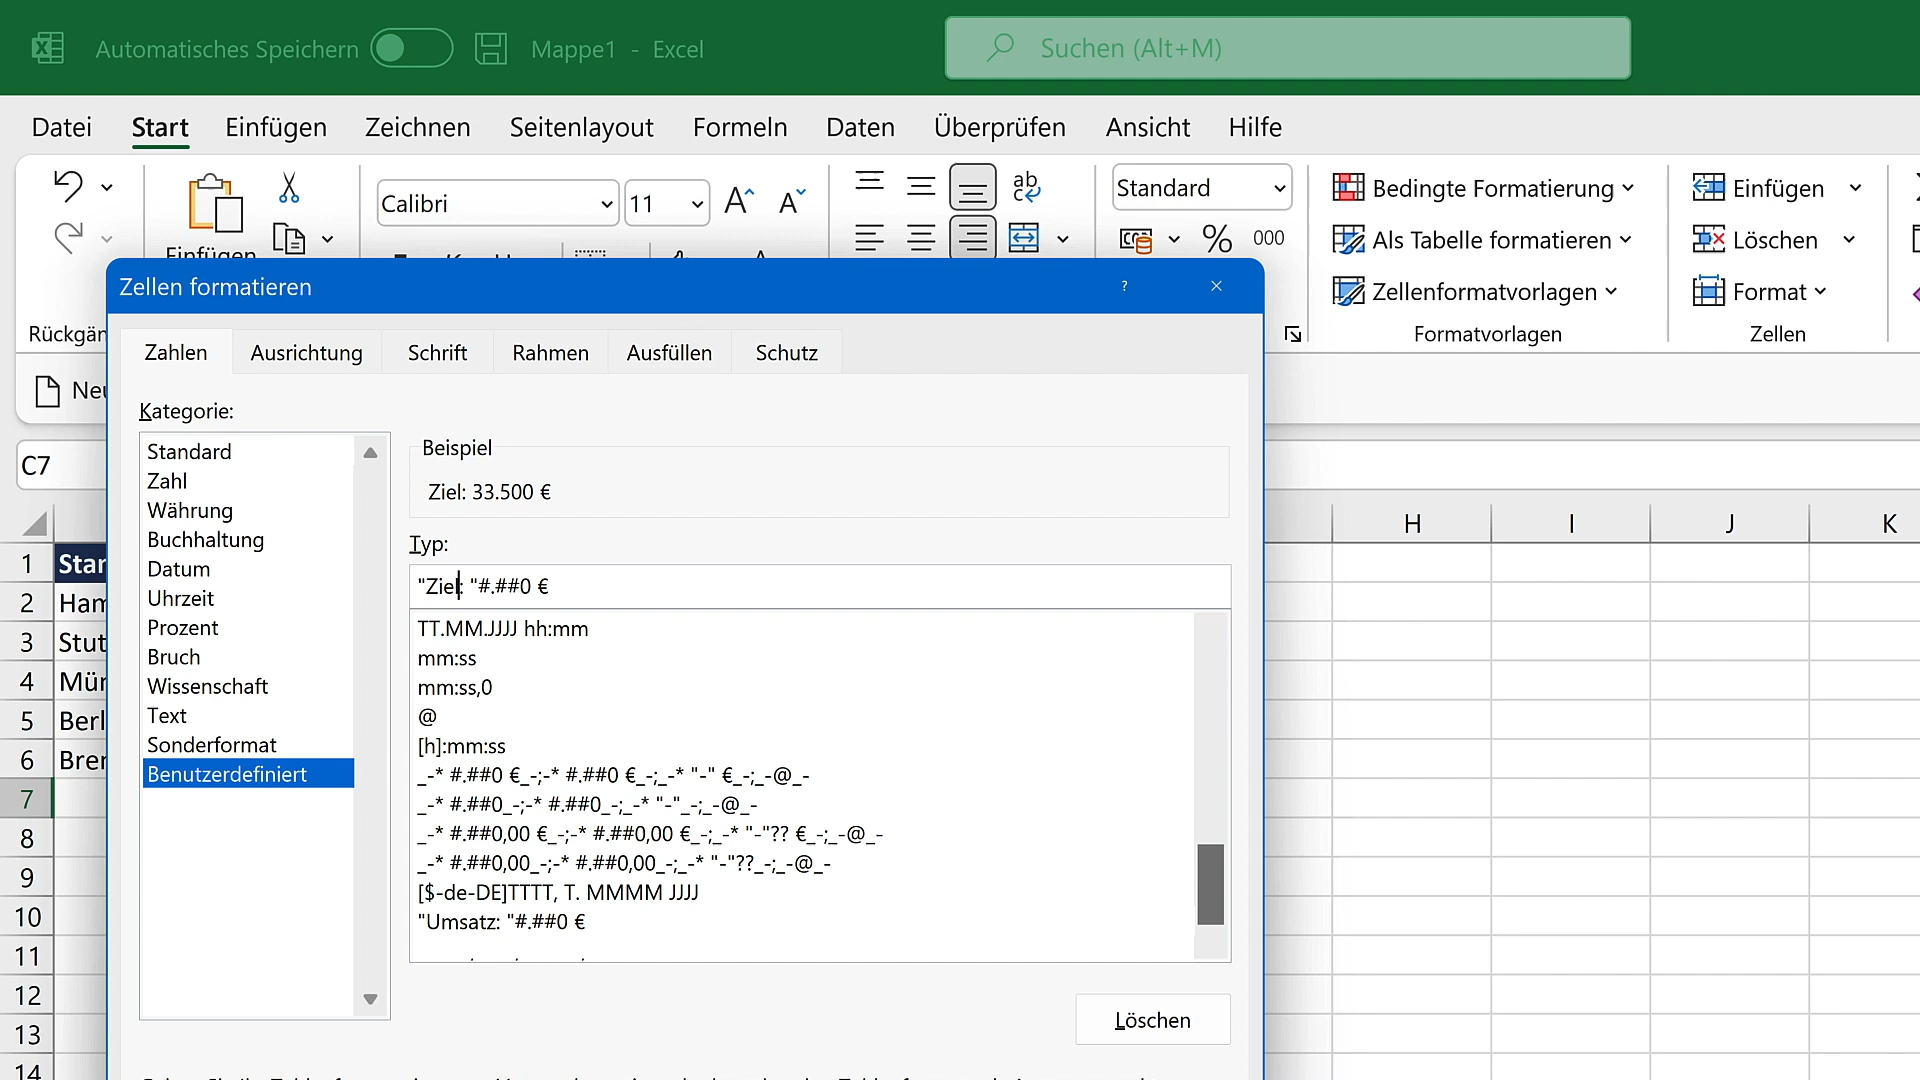 Automatisches Speichern
Mappe1 - Excel
Suchen (Alt+M)
Datei Start Einfügen Zeichnen Seitenlayout Formeln Daten Überprüfen Ansicht Hilfe
Calibri
11
Standard
Bedingte Formatierung
Einfügen
% 000
Als Tabelle formatieren
Löschen
Einfügen
Zellenformatvorlagen
Format
Formatvorlagen
Zellen
Zellen formatieren
?
Zahlen Ausrichtung Schrift Rahmen Ausfüllen Schutz
C7
Kategorie:
Standard
Zahl
Währung
Buchhaltung
Datum
Uhrzeit
Prozent
Bruch
Wissenschaft
Text
Sonderformat
Benutzerdefiniert
Beispiel
Ziel: 33.500 €
Typ:
"Ziel: "#.##0 €
TT.MM.JJJJ hh:mm
mm:ss
mm:ss,0
@
[h]:mm:ss
_-* #.##0 €_-;-* #.##0 €_-;_-* "-" €_-;_-@_-
_-* #.##0_-;-* #.##0_-;_-* "-"_-;_-@_-
_-* #.##0,00 €_-;-* #.##0,00 €_-;_-* "-"?? €_-;_-@_-
_-* #.##0,00_-;-* #.##0,00_-;_-* "-"??_-;_-@_-
[$-de-DE]TTTT, T. MMMM JJJJ
"Umsatz: "#.##0 €
Löschen
H I J K
1
2
3
4
5
6
7
8
9
10
11
12
13
14